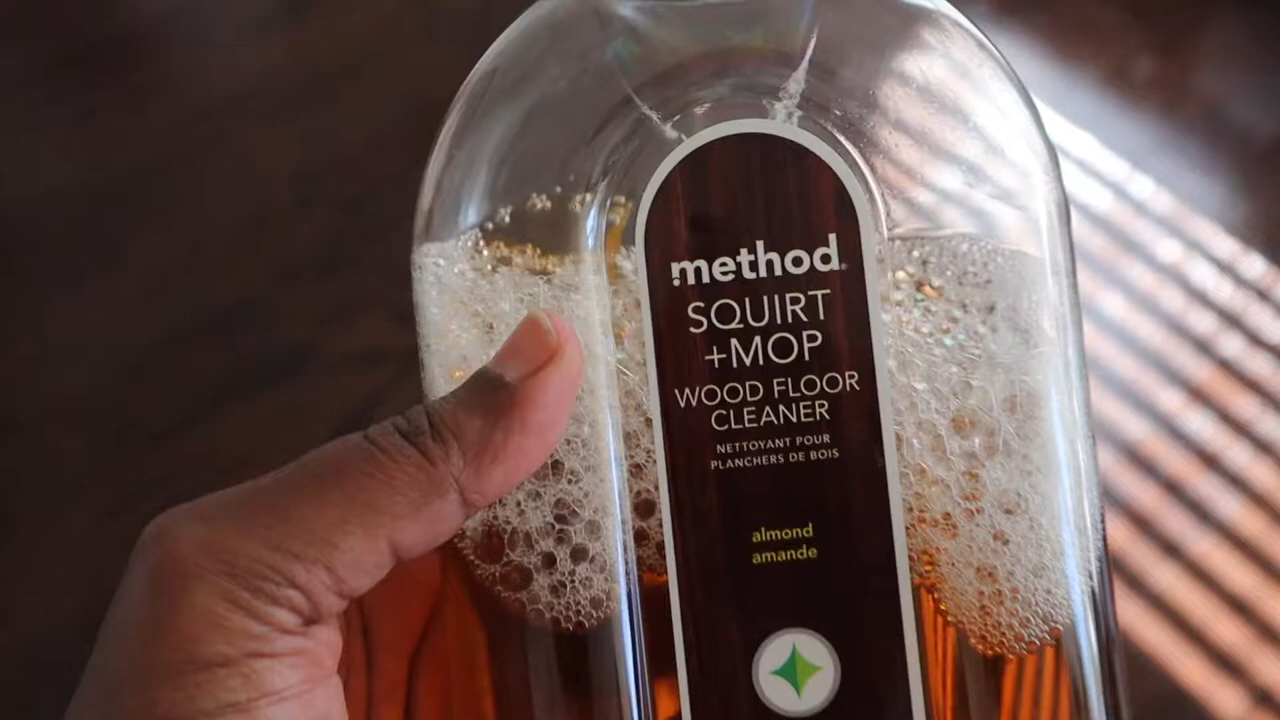 method
SQUIRT
+MOP
WOOD FLOOR
CLEANER
NETTOYANT POUR
PLANCHERS DE BOIS
almond
amande